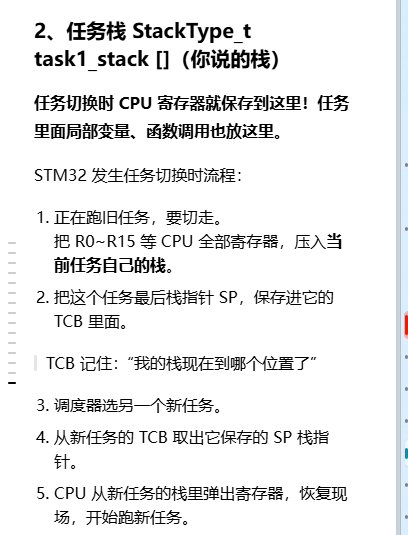 2、任务栈 StackType_t
task1_stack []（你说的栈）
任务切换时 CPU 寄存器就保存到这里！任务
里面局部变量、函数调用也放这里。
STM32 发生任务切换时流程：
1. 正在跑旧任务，要切走。
把 R0~R15 等 CPU 全部寄存器，压入当
前任务自己的栈。
2. 把这个任务最后栈指针 SP，保存进它的
TCB 里面。
TCB 记住：“我的栈现在到哪个位置了”
3. 调度器选另一个新任务。
4. 从新任务的 TCB 取出它保存的 SP 栈指
针。
5. CPU 从新任务的栈里弹出寄存器，恢复现
场，开始跑新任务。